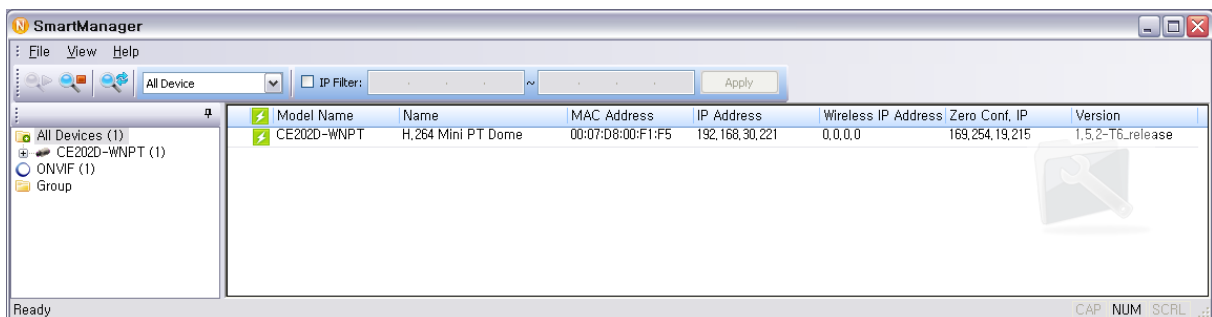 SmartManager
File View Help
All Device IP Filter: . . . ~ . . . Apply
Model Name Name MAC Address IP Address Wireless IP Address Zero Conf, IP Version
All Devices (1) CE202D-WNPT H,264 Mini PT Dome 00:07:D8:00:F1:F5 192,168,30,221 0,0,0,0 169,254,19,215 1,5,2-T6_release
CE202D-WNPT (1)
ONVIF (1)
Group
Ready CAP NUM SCRL